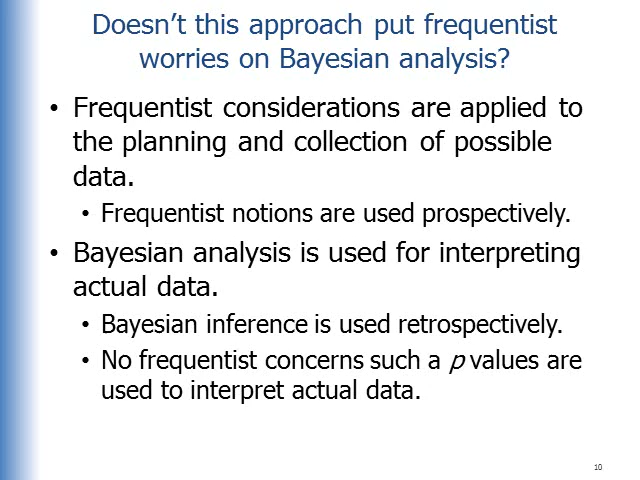 Doesn’t this approach put frequentist
worries on Bayesian analysis?
• Frequentist considerations are applied to
the planning and collection of possible
data.
• Frequentist notions are used prospectively.
• Bayesian analysis is used for interpreting
actual data.
• Bayesian inference is used retrospectively.
• No frequentist concerns such a p values are
used to interpret actual data.
10